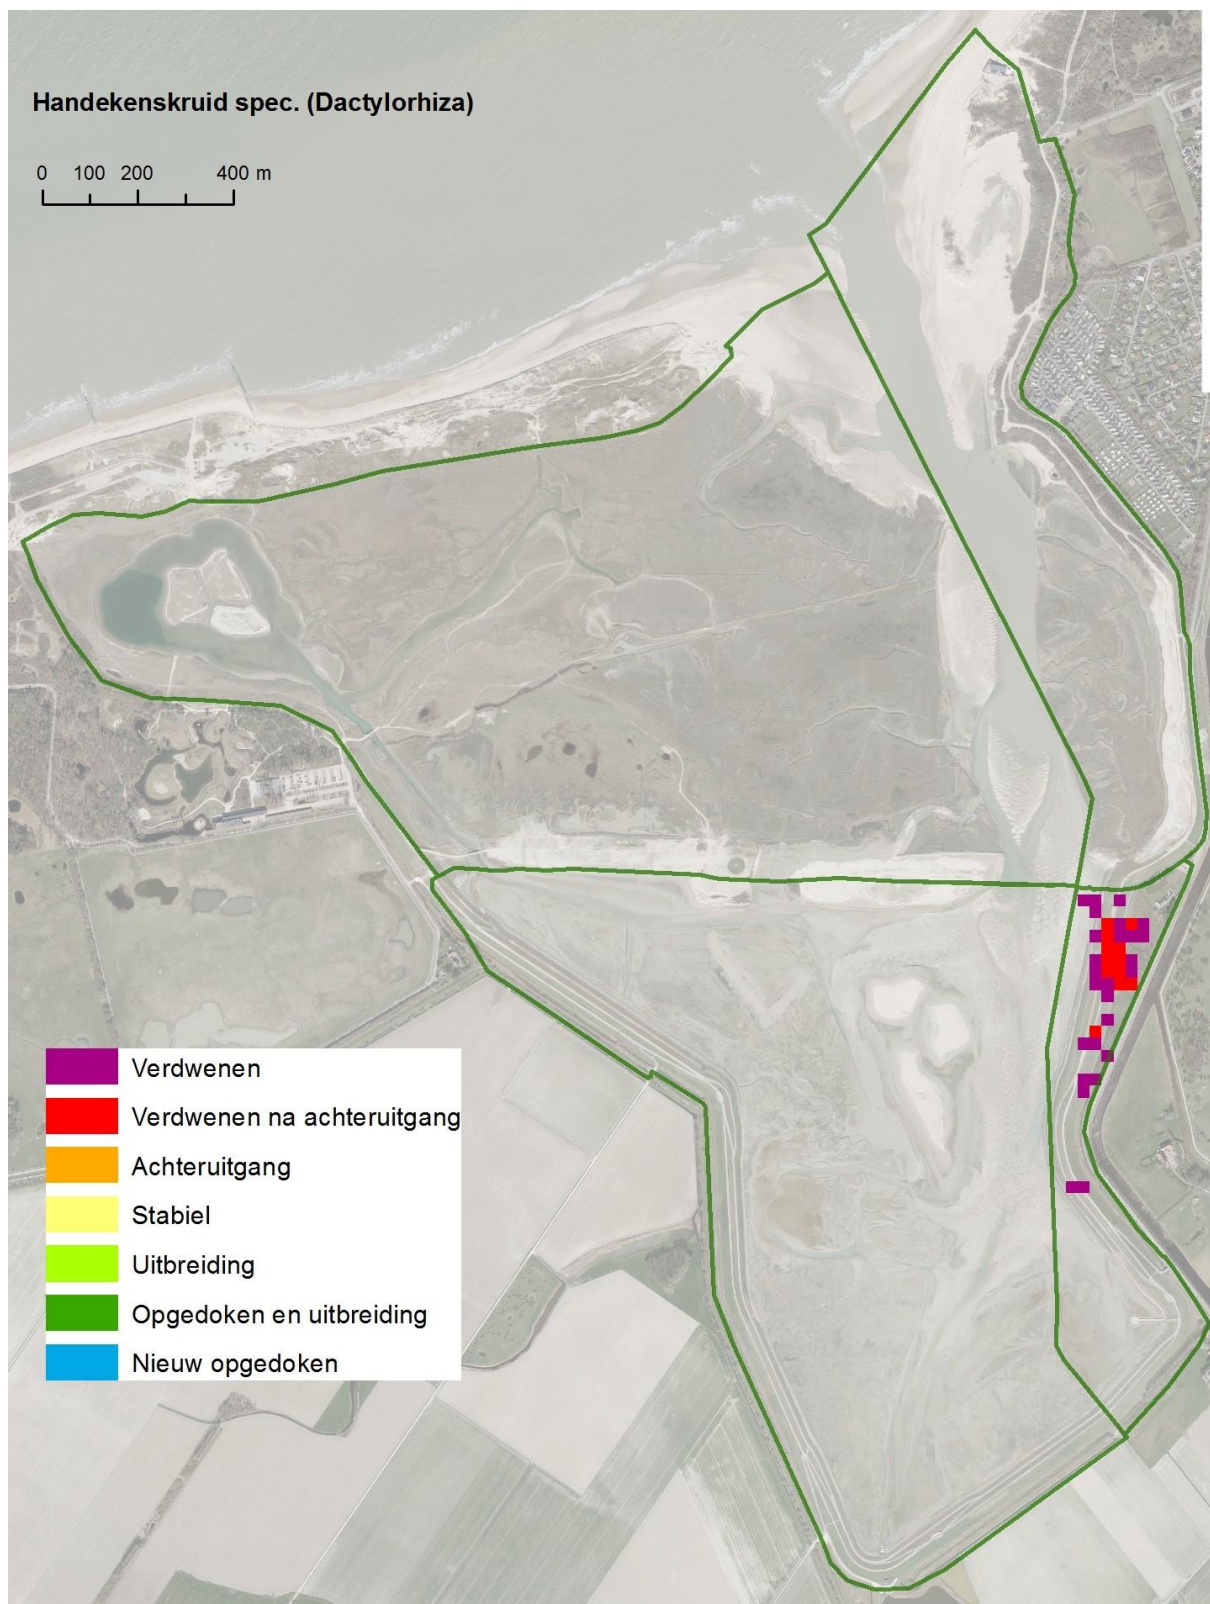 Handekenskruid spec. (Dactylorhiza)
0 100 200 400 m
Verdwenen
Verdwenen na achteruitgang
Achteruitgang
Stabiel
Uitbreiding
Opgedoken en uitbreiding
Nieuw opgedoken